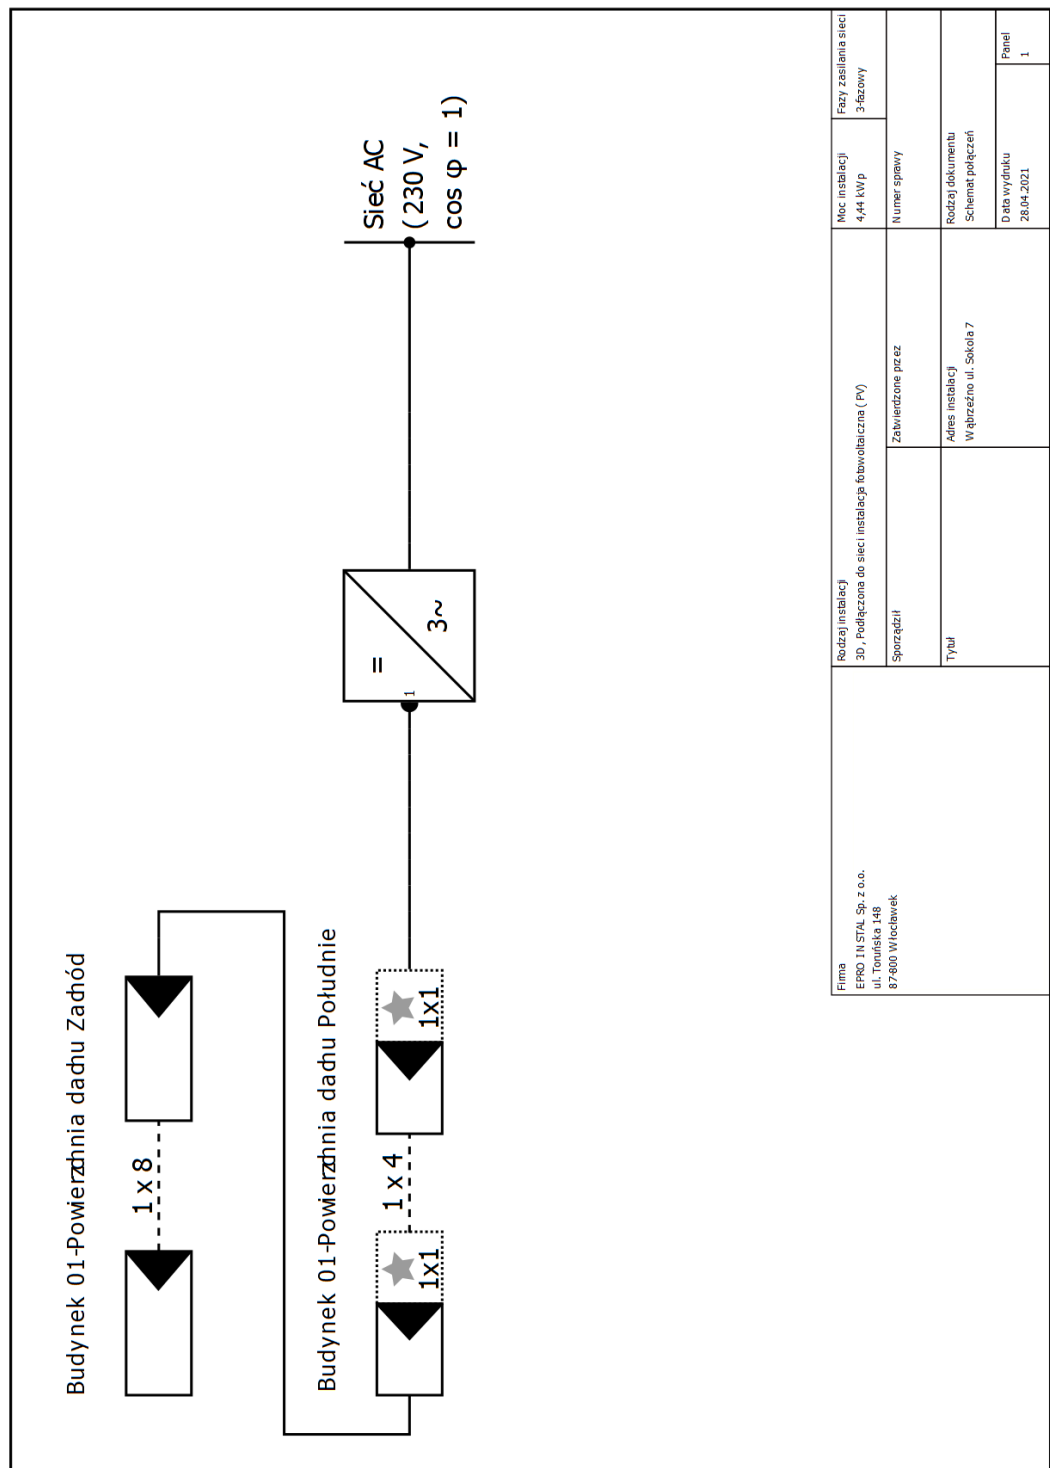 Budynek 01-Powierzchnia dachu Zachód
1 x 8
Budynek 01-Powierzchnia dachu Południe
1x1
1 x 4
1x1
1
=
3~
Sieć AC
(230 V,
cos φ = 1)
Firma
EPRO INSTAL Sp. z o.o.
ul. Toruńska 148
87-800 Włocławek
Rodzaj instalacji
3D, Podłączona do sieci instalacja fotowoltaiczna (PV)
Moc instalacji
4,44 kWp
Fazy zasilania sieci
3-fazowy
Sporządził
Zatwierdzone przez
Numer sprawy
Tytuł
Adres instalacji
Wąbrzeźno ul. Sokola 7
Rodzaj dokumentu
Schemat połączeń
Data wydruku
28.04.2021
Panel
1